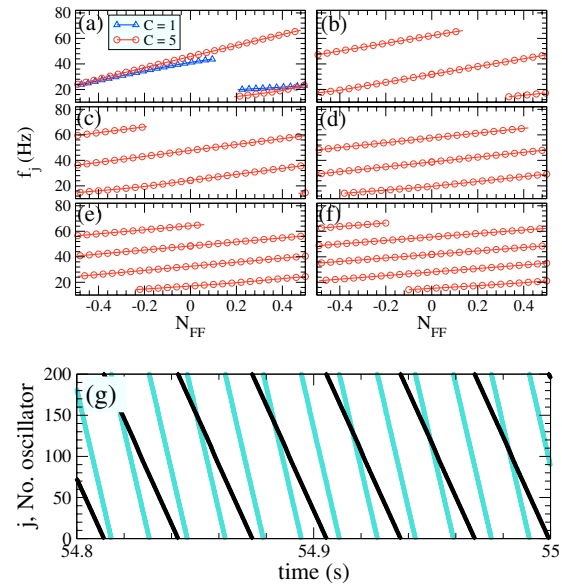 (a) C = 1 C = 5 (b)
80 60 40 20
(c) (d)
80 60 40 20
f_j (Hz)
(e) (f)
80 60 40 20
-0.4 -0.2 0 0.2 0.4 -0.4 -0.2 0 0.2 0.4
N_FF N_FF
(g)
200
150
100
50
0
j, No. oscillator
54.8 54.9 55
time (s)